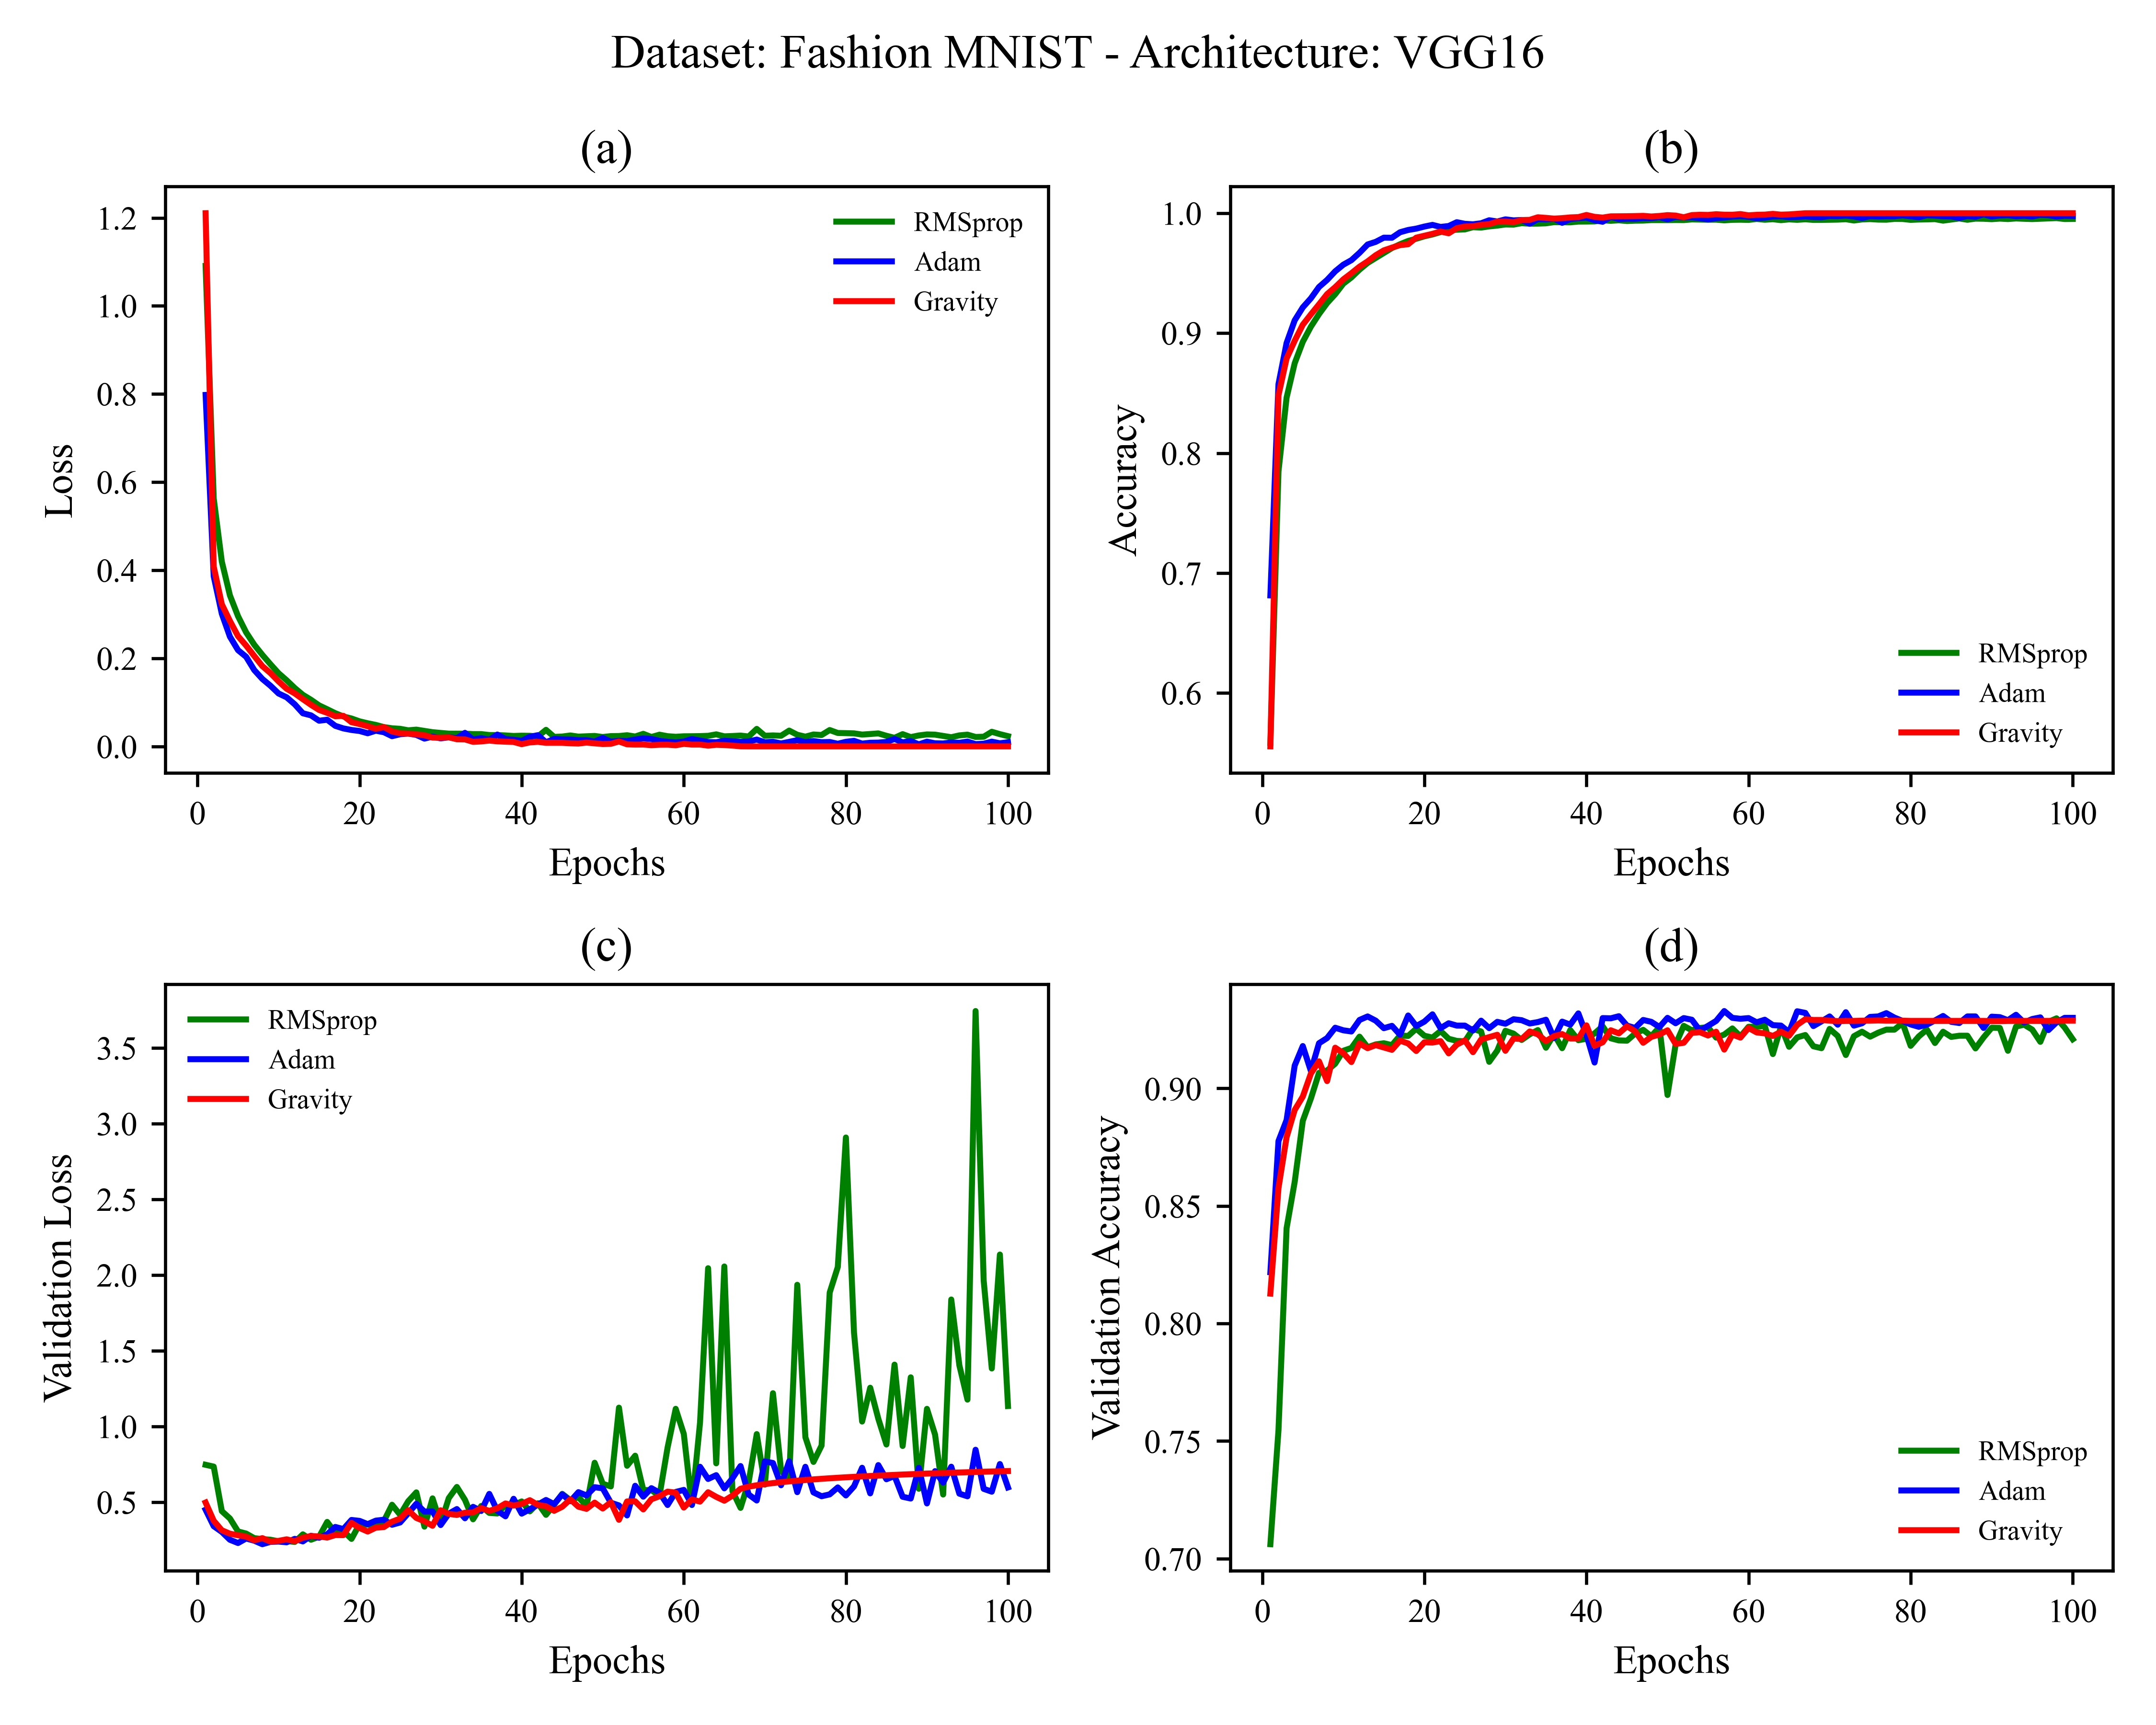 Dataset: Fashion MNIST - Architecture: VGG16
(a)
1.2
1.0
0.8
0.6
0.4
0.2
0.0
Loss
RMSprop
Adam
Gravity
0 20 40 60 80 100
Epochs
(b)
1.0
0.9
0.8
0.7
0.6
Accuracy
RMSprop
Adam
Gravity
0 20 40 60 80 100
Epochs
(c)
3.5
3.0
2.5
2.0
1.5
1.0
0.5
Validation Loss
RMSprop
Adam
Gravity
0 20 40 60 80 100
Epochs
(d)
0.90
0.85
0.80
0.75
0.70
Validation Accuracy
RMSprop
Adam
Gravity
0 20 40 60 80 100
Epochs